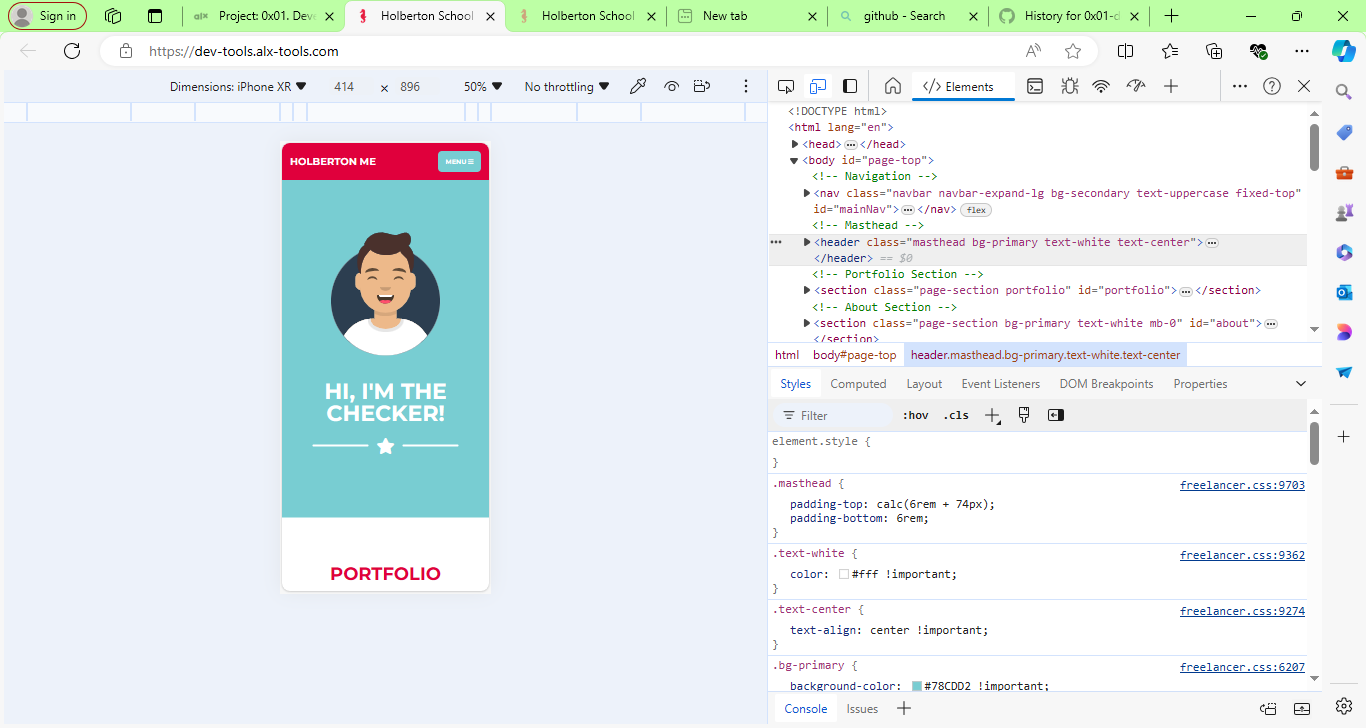 Sign in
Project: 0x01. Deve
Holberton School
Holberton School
New tab
github - Search
History for 0x01-d
https://dev-tools.alx-tools.com
Dimensions: iPhone XR 414 × 896 50% No throttling
Elements
HOLBERTON ME
MENU
HI, I'M THE
CHECKER!
PORTFOLIO
<!DOCTYPE html>
<html lang="en">
<head> … </head>
<body id="page-top">
<!-- Navigation -->
<nav class="navbar navbar-expand-lg bg-secondary text-uppercase fixed-top"
id="mainNav"> … </nav> flex
<!-- Masthead -->
<header class="masthead bg-primary text-white text-center"> …
</header> == $0
<!-- Portfolio Section -->
<section class="page-section portfolio" id="portfolio"> … </section>
<!-- About Section -->
<section class="page-section bg-primary text-white mb-0" id="about"> …
</section>
html body#page-top header.masthead.bg-primary.text-white.text-center
Styles Computed Layout Event Listeners DOM Breakpoints Properties
Filter :hov .cls
element.style {
}
.masthead { freelancer.css:9703
padding-top: calc(6rem + 74px);
padding-bottom: 6rem;
}
.text-white { freelancer.css:9362
color: #fff !important;
}
.text-center { freelancer.css:9274
text-align: center !important;
}
.bg-primary { freelancer.css:6207
background-color: #78CDD2 !important;
Console Issues